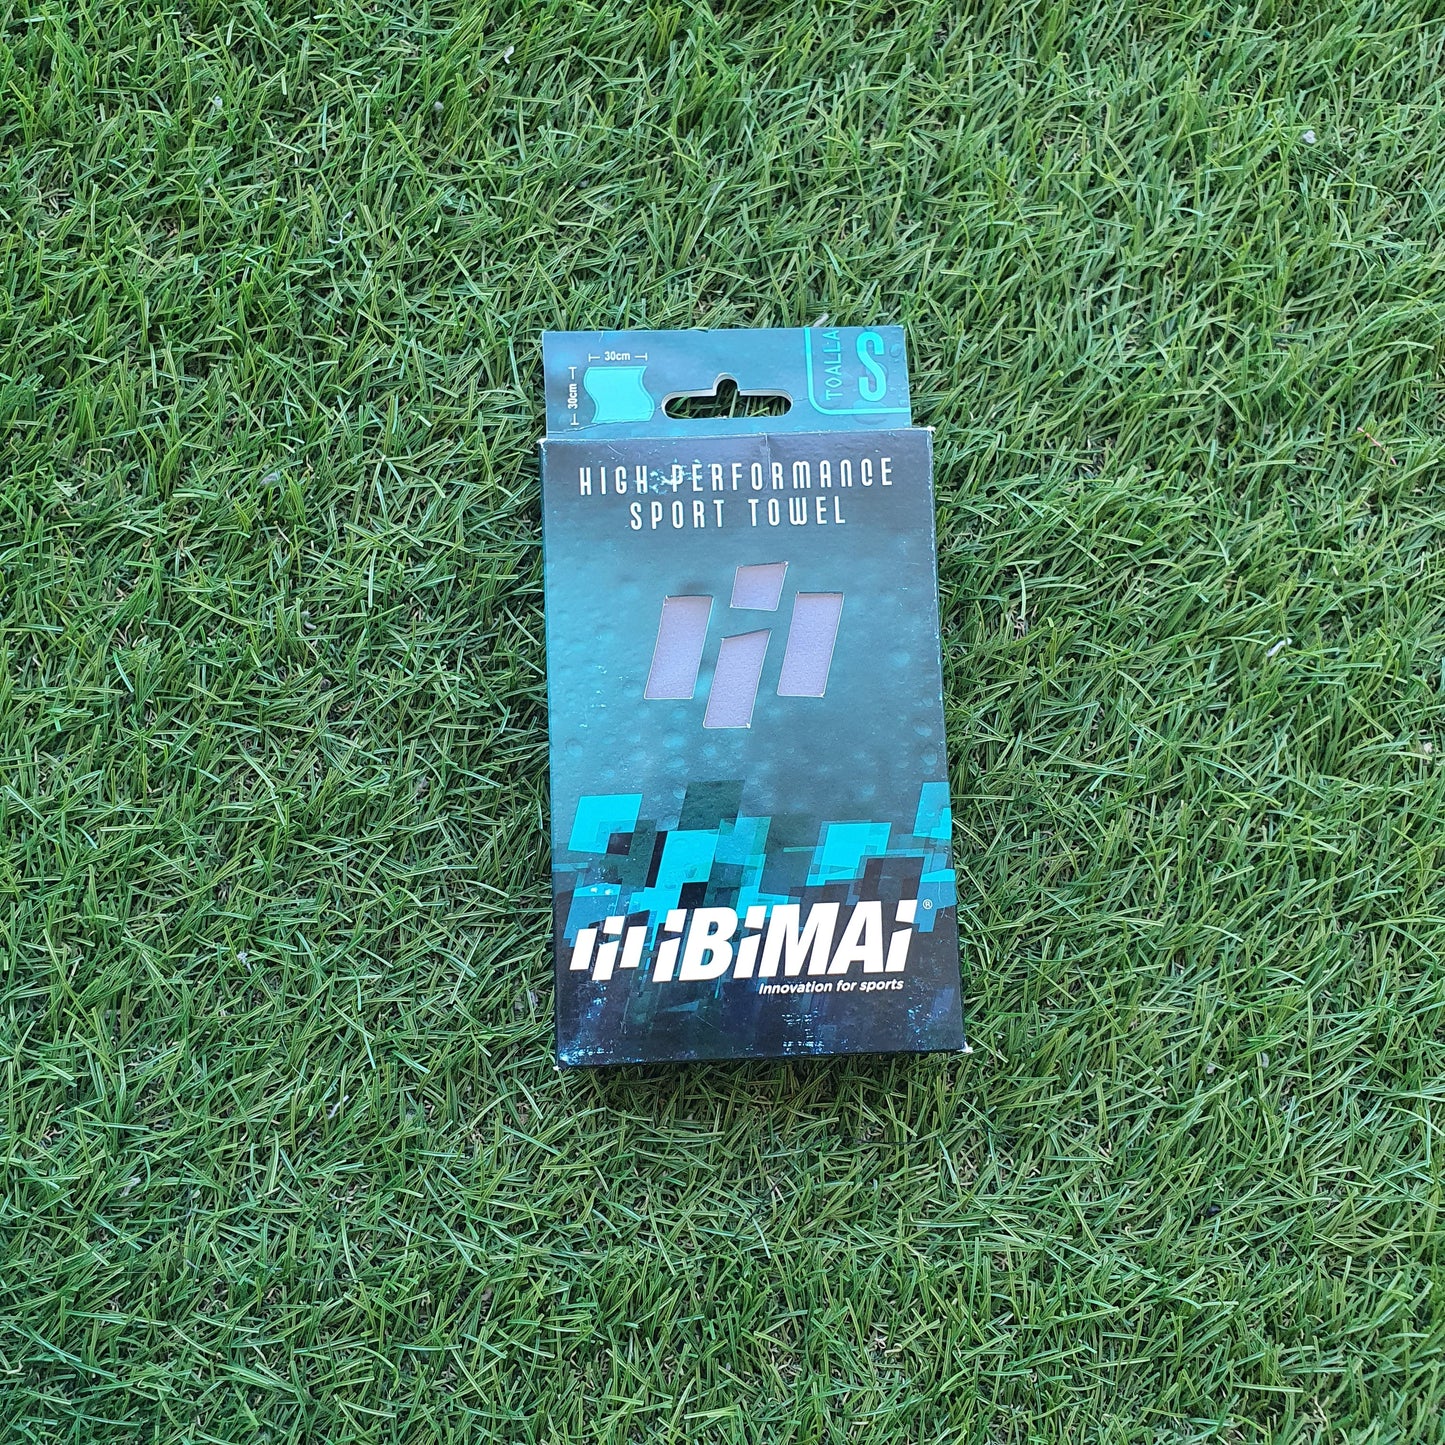 30cm
30cm
TOALLA
S
HIGH PERFORMANCE
SPORT TOWEL
iBiMAi®
Innovation for sports